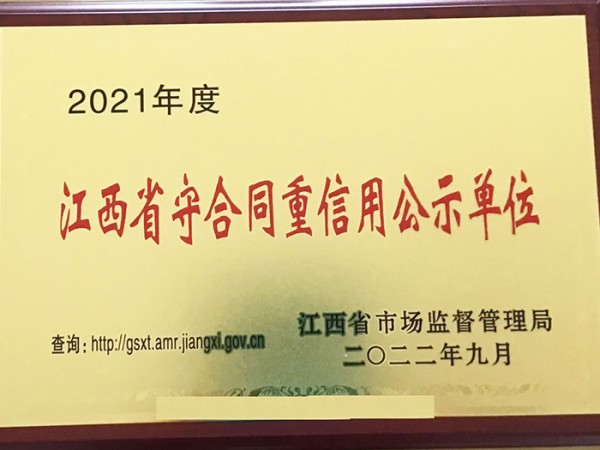 2021年度
江西省守合同重信用公示单位
江西省市场监督管理局
查询：http://gsxt.amr.jiangxi.gov.cn
二〇二二年九月